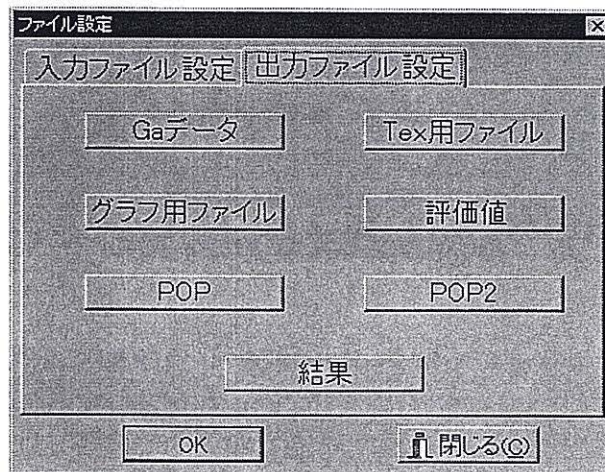 ファイル設定
入力ファイル設定 出力ファイル設定
Gaデータ Tex用ファイル
グラフ用ファイル 評価値
POP POP2
結果
OK 閉じる(C)